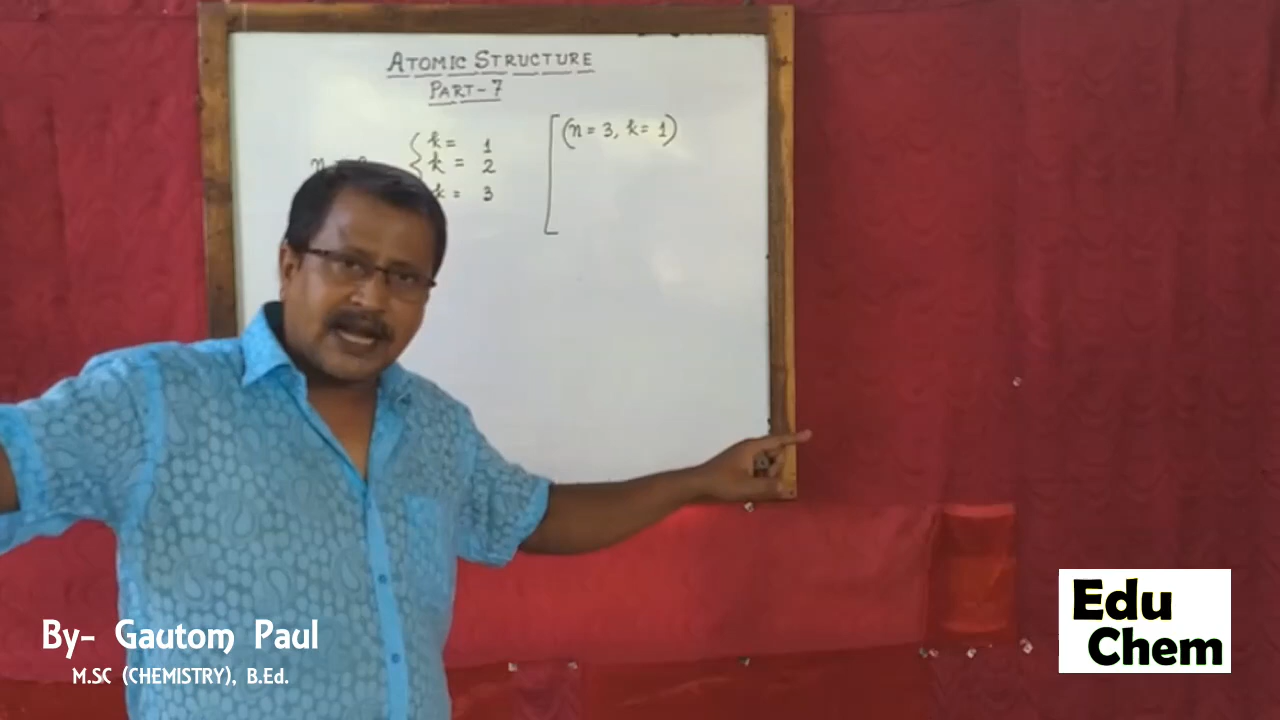 ATOMIC STRUCTURE
PART-7
k = 1
k = 2
k = 3
(n = 3, k = 1)
By- Gautom Paul
M.SC (CHEMISTRY), B.Ed.
Edu
Chem